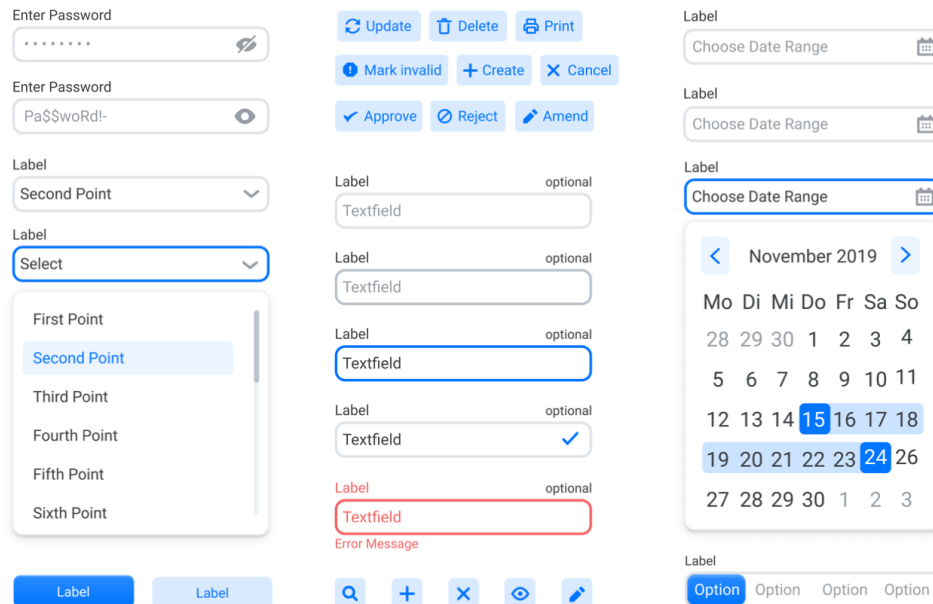 Enter Password
········
Enter Password
Pa$$woRd!-
Label
Second Point
Label
Select
First Point
Second Point
Third Point
Fourth Point
Fifth Point
Sixth Point
Label
Label
Update
Delete
Print
Mark invalid
Create
Cancel
Approve
Reject
Amend
Label optional
Textfield
Label optional
Textfield
Label optional
Textfield
Label optional
Textfield
Label optional
Textfield
Error Message
Label
Choose Date Range
Label
Choose Date Range
Label
Choose Date Range
November 2019
Mo Di Mi Do Fr Sa So
28 29 30 1 2 3 4
5 6 7 8 9 10 11
12 13 14 15 16 17 18
19 20 21 22 23 24 26
27 28 29 30 1 2 3
Label
Option Option Option Option